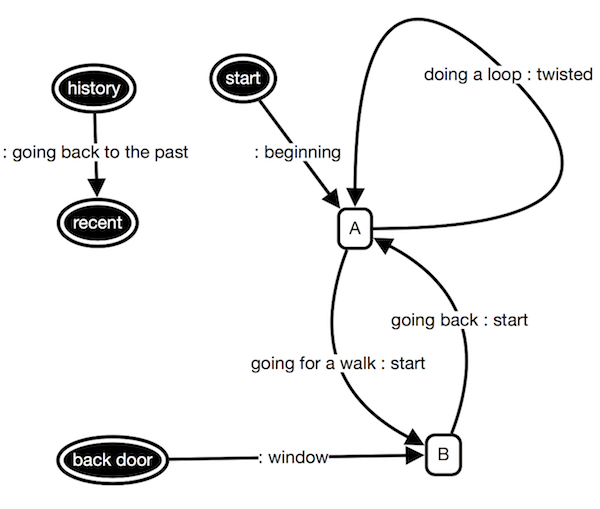 start
history
doing a loop : twisted
: going back to the past
: beginning
recent
A
going back : start
going for a walk : start
back door
: window
B